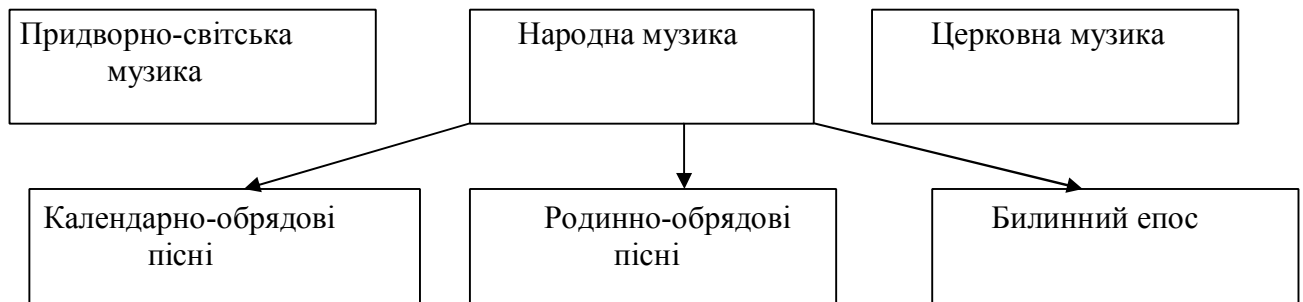 Придворно-світська
музика
Народна музика
Церковна музика
Календарно-обрядові
пісні
Родинно-обрядові
пісні
Билинний епос